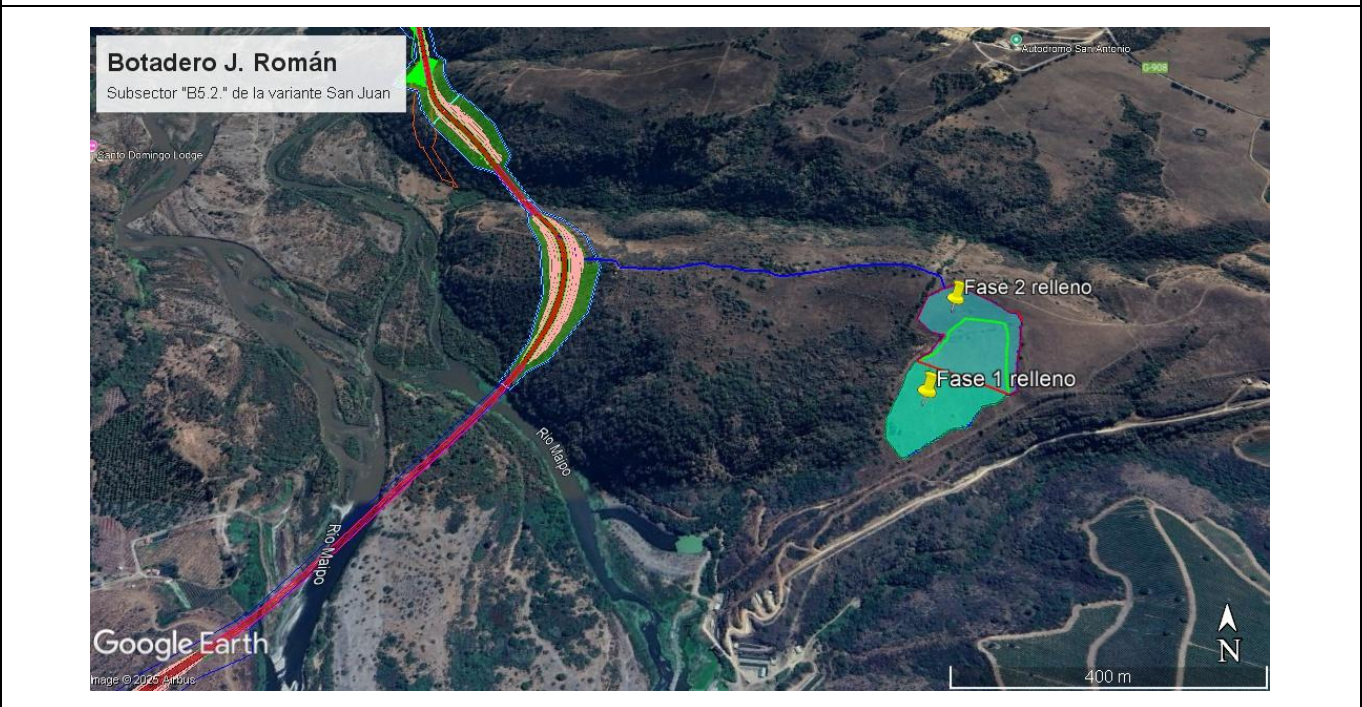 Botadero J. Román
Subsector "B5.2." de la variante San Juan
Autodromo San Antonio
G-908
Santo Domingo Lodge
Fase 2 relleno
Fase 1 relleno
Río Maipo
Río Maipo
Google Earth
Image © 2025 Airbus
N
400 m